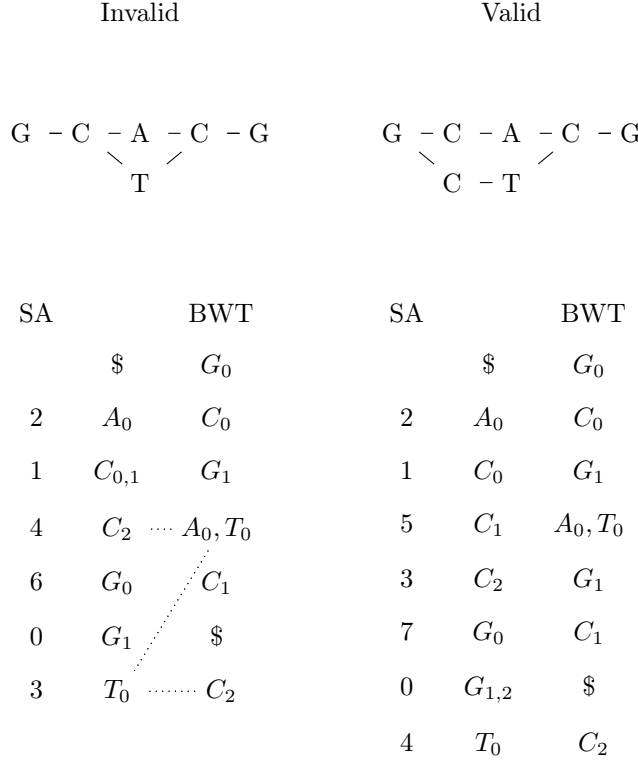 Invalid Valid
G – C – A – C – G G – C – A – C – G
T C – T
SA BWT SA BWT
$ G₀ $ G₀
2 A₀ C₀ 2 A₀ C₀
1 C₀,₁ G₁ 1 C₀ G₁
4 C₂ A₀, T₀ 5 C₁ A₀, T₀
6 G₀ C₁ 3 C₂ G₁
0 G₁ $ 7 G₀ C₁
3 T₀ C₂ 0 G₁,₂ $
4 T₀ C₂